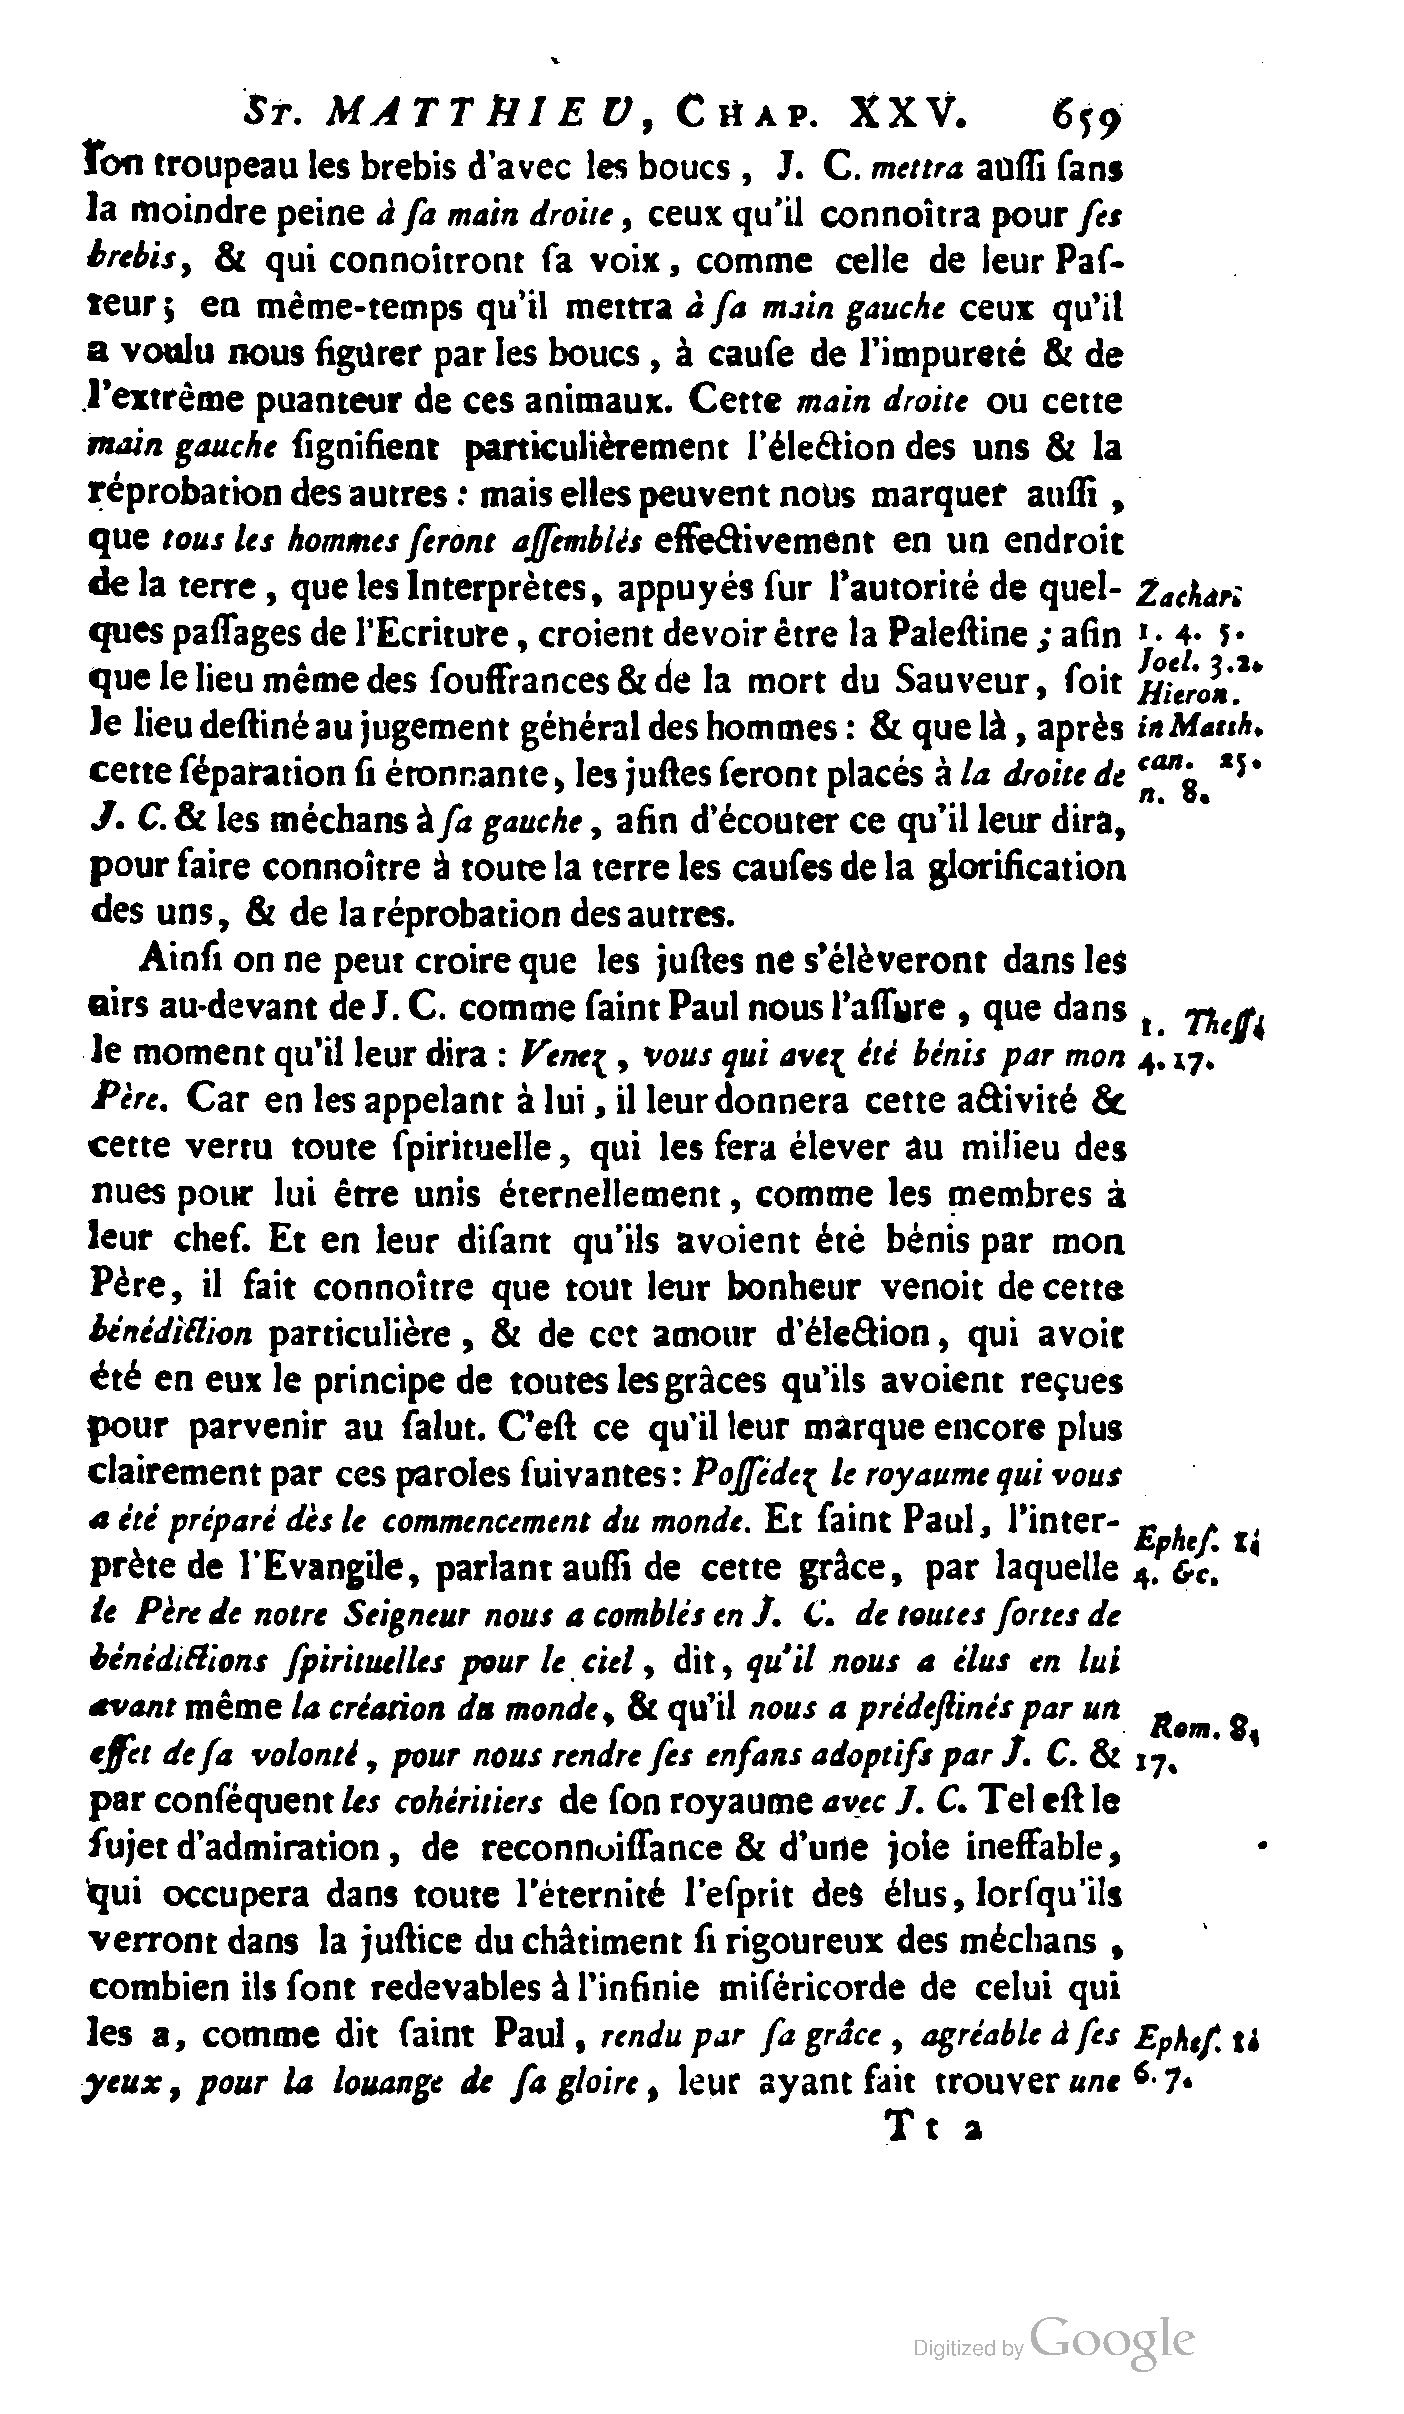 ST. MATTHIEU, CHAP. XXV. 659
ſon troupeau les brebis d'avec les boucs, J. C. mettra auſſi ſans
la moindre peine à ſa main droite, ceux qu'il connoîtra pour ſes
brebis, & qui connoîtront ſa voix, comme celle de leur Paſ-
teur; en même-temps qu'il mettra à ſa main gauche ceux qu'il
a voulu nous figurer par les boucs, à cauſe de l'impureté & de
l'extrême puanteur de ces animaux. Cette main droite ou cette
main gauche ſignifient particulièrement l'élection des uns & la
réprobation des autres : mais elles peuvent nous marquer auſſi,
que tous les hommes ſeront aſſemblés effectivement en un endroit
de la terre, que les Interprètes, appuyés ſur l'autorité de quel-
ques paſſages de l'Ecriture, croient devoir être la Paleſtine ; afin
que le lieu même des ſouffrances & de la mort du Sauveur, ſoit
le lieu deſtiné au jugement général des hommes : & que là, après
cette ſéparation ſi étonnante, les juſtes ſeront placés à la droite de
J. C. & les méchans à ſa gauche, afin d'écouter ce qu'il leur dira,
pour faire connoître à toute la terre les cauſes de la glorification
des uns, & de la réprobation des autres.
Zachar.
1. 4. 5.
Joel. 3.2.
Hieron.
in Matth.
can. 25.
n. 8.
Ainſi on ne peut croire que les juſtes ne s'élèveront dans les
airs au-devant de J. C. comme ſaint Paul nous l'aſſure, que dans
le moment qu'il leur dira : Venez, vous qui avez été bénis par mon
Père. Car en les appelant à lui, il leur donnera cette activité &
cette vertu toute ſpirituelle, qui les fera élever au milieu des
nues pour lui être unis éternellement, comme les membres à
leur chef. Et en leur diſant qu'ils avoient été bénis par mon
Père, il fait connoître que tout leur bonheur venoit de cette
bénédiction particulière, & de cet amour d'élection, qui avoit
été en eux le principe de toutes les grâces qu'ils avoient reçues
pour parvenir au ſalut. C'eſt ce qu'il leur marque encore plus
clairement par ces paroles ſuivantes : Poſſédez le royaume qui vous
a été préparé dès le commencement du monde. Et ſaint Paul, l'inter-
prète de l'Evangile, parlant auſſi de cette grâce, par laquelle
le Père de notre Seigneur nous a comblés en J. C. de toutes ſortes de
bénédictions ſpirituelles pour le ciel, dit, qu'il nous a élus en lui
avant même la création du monde, & qu'il nous a prédeſtinés par un
effet de ſa volonté, pour nous rendre ſes enfans adoptifs par J. C. &
par conſéquent les cohéritiers de ſon royaume avec J. C. Tel eſt le
ſujet d'admiration, de reconnoiſſance & d'une joie ineffable,
qui occupera dans toute l'éternité l'eſprit des élus, lorſqu'ils
verront dans la juſtice du châtiment ſi rigoureux des méchans,
combien ils ſont redevables à l'infinie miſéricorde de celui qui
les a, comme dit ſaint Paul, rendu par ſa grâce, agréable à ſes
yeux, pour la louange de ſa gloire, leur ayant fait trouver une
1. Theſſ.
4. 17.
Epheſ. 1.
4. &c.
Rom. 8.
17.
Epheſ. 1.
6. 7.
Tt 2
Digitized by Google